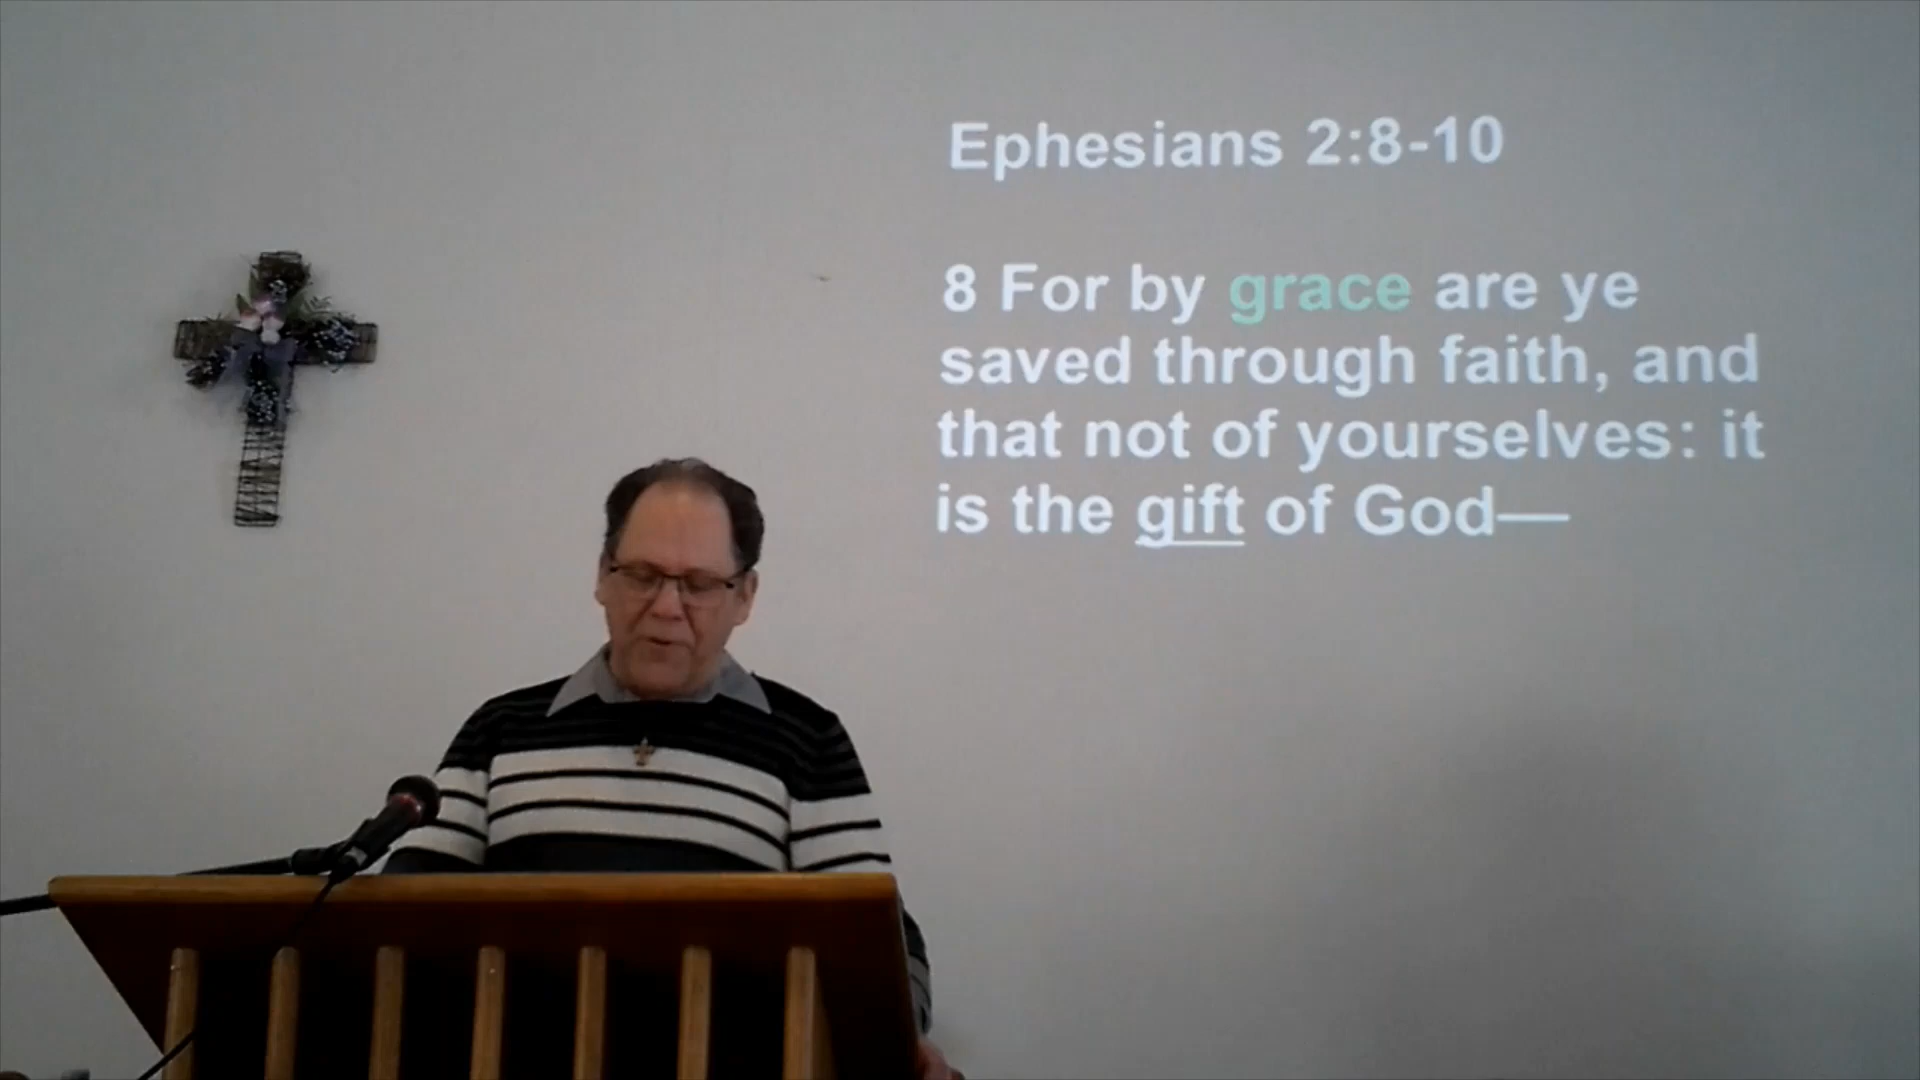 Ephesians 2:8-10
8 For by grace are ye
saved through faith, and
that not of yourselves: it
is the gift of God—